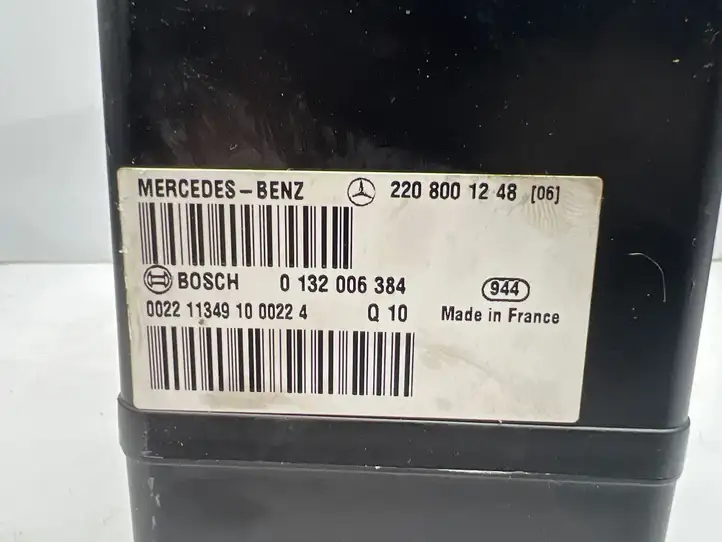 MERCEDES-BENZ 220 800 12 48 [06]
BOSCH 0 132 006 384 944
0022 11349 10 0022 4 Q 10 Made in France